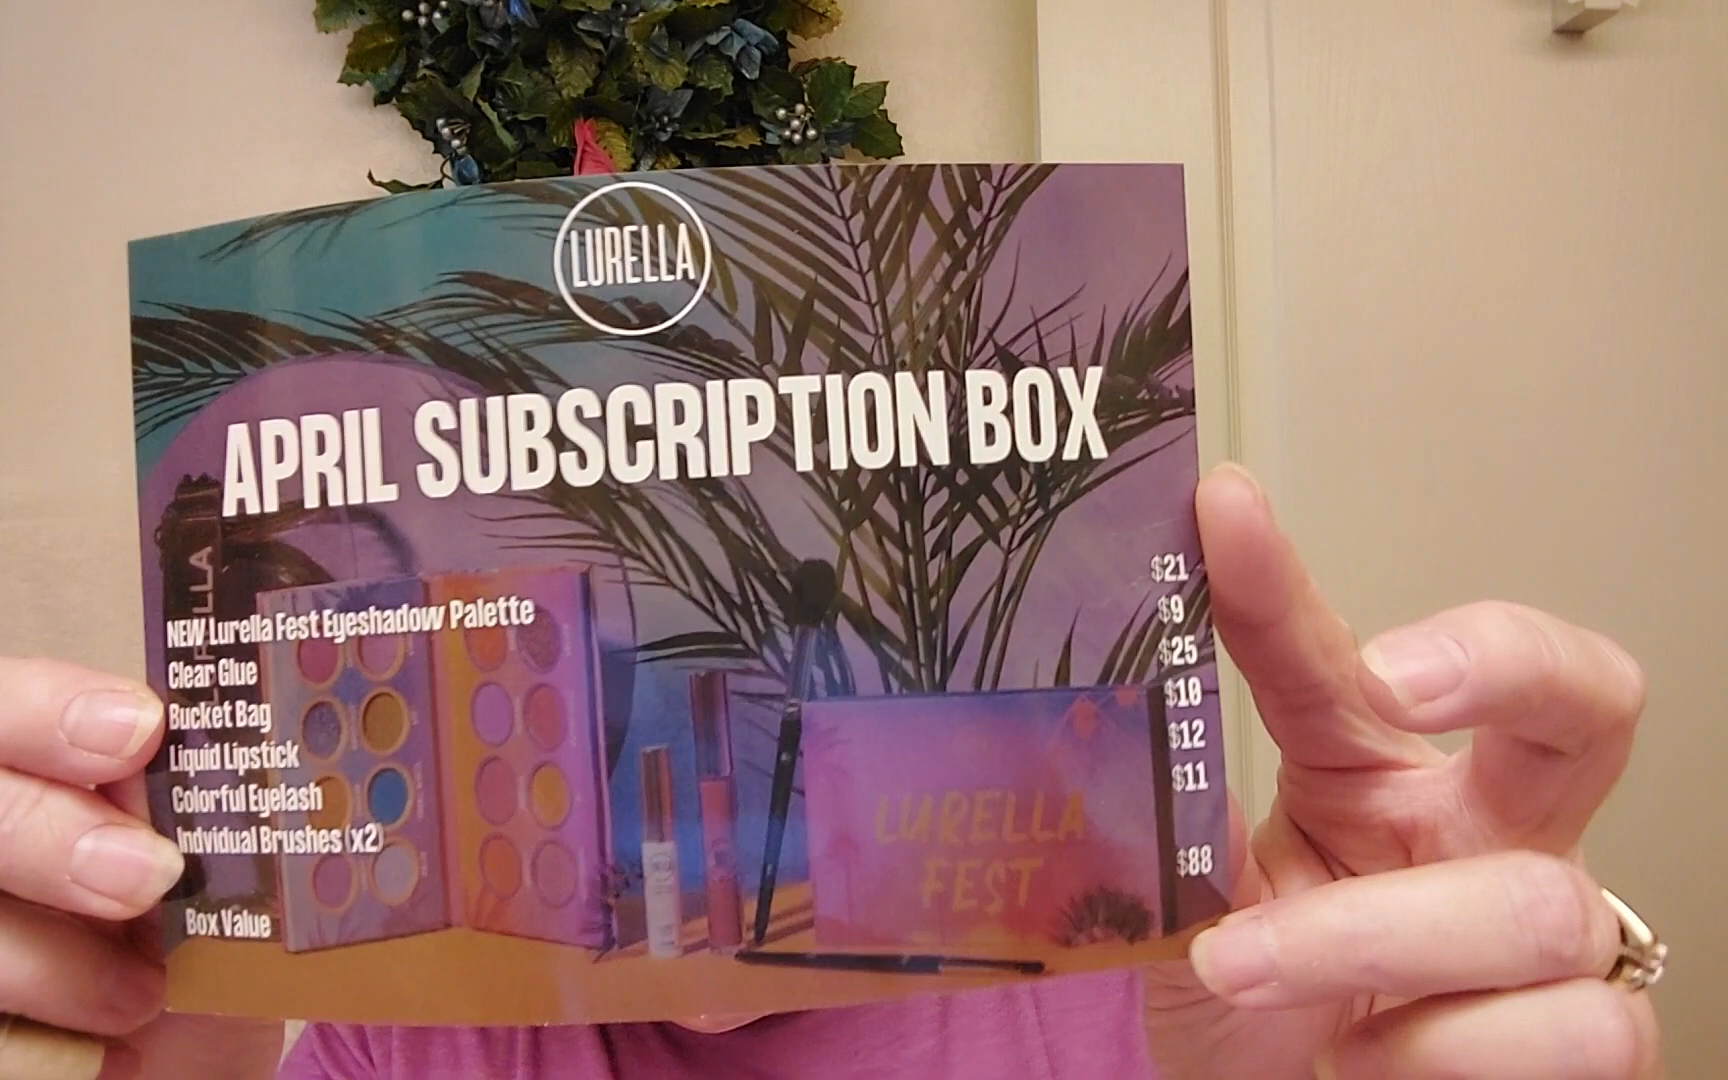 LURELLA
APRIL SUBSCRIPTION BOX
NEW Lurella Fest Eyeshadow Palette $21
Clear Glue $9
Bucket Bag $25
Liquid Lipstick $10
Colorful Eyelash $12
Indvidual Brushes (x2) $11
Box Value $88
LURELLA
FEST